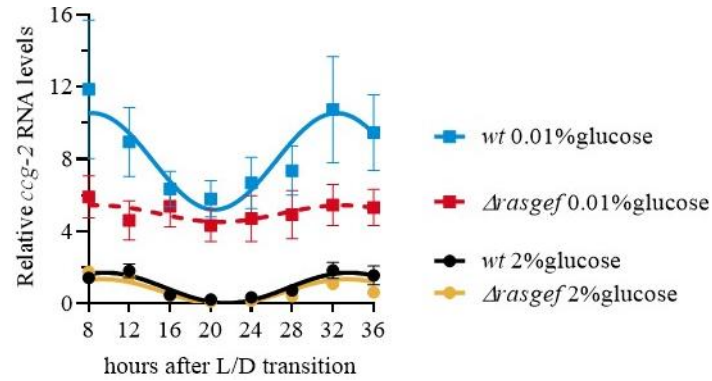 Relative ccg-2 RNA levels
16
12
8
4
0
8 12 16 20 24 28 32 36
hours after L/D transition
wt 0.01%glucose
Δrasgef 0.01%glucose
wt 2%glucose
Δrasgef 2%glucose